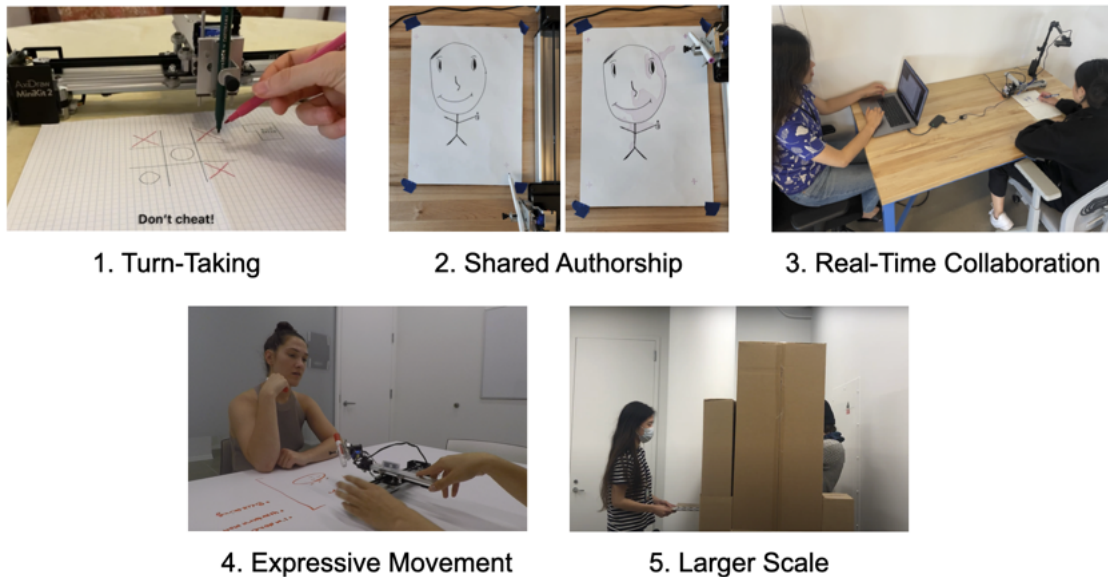 AxiDraw
MiniKit 2
Don't cheat!
1. Turn-Taking
2. Shared Authorship
3. Real-Time Collaboration
4. Expressive Movement
5. Larger Scale